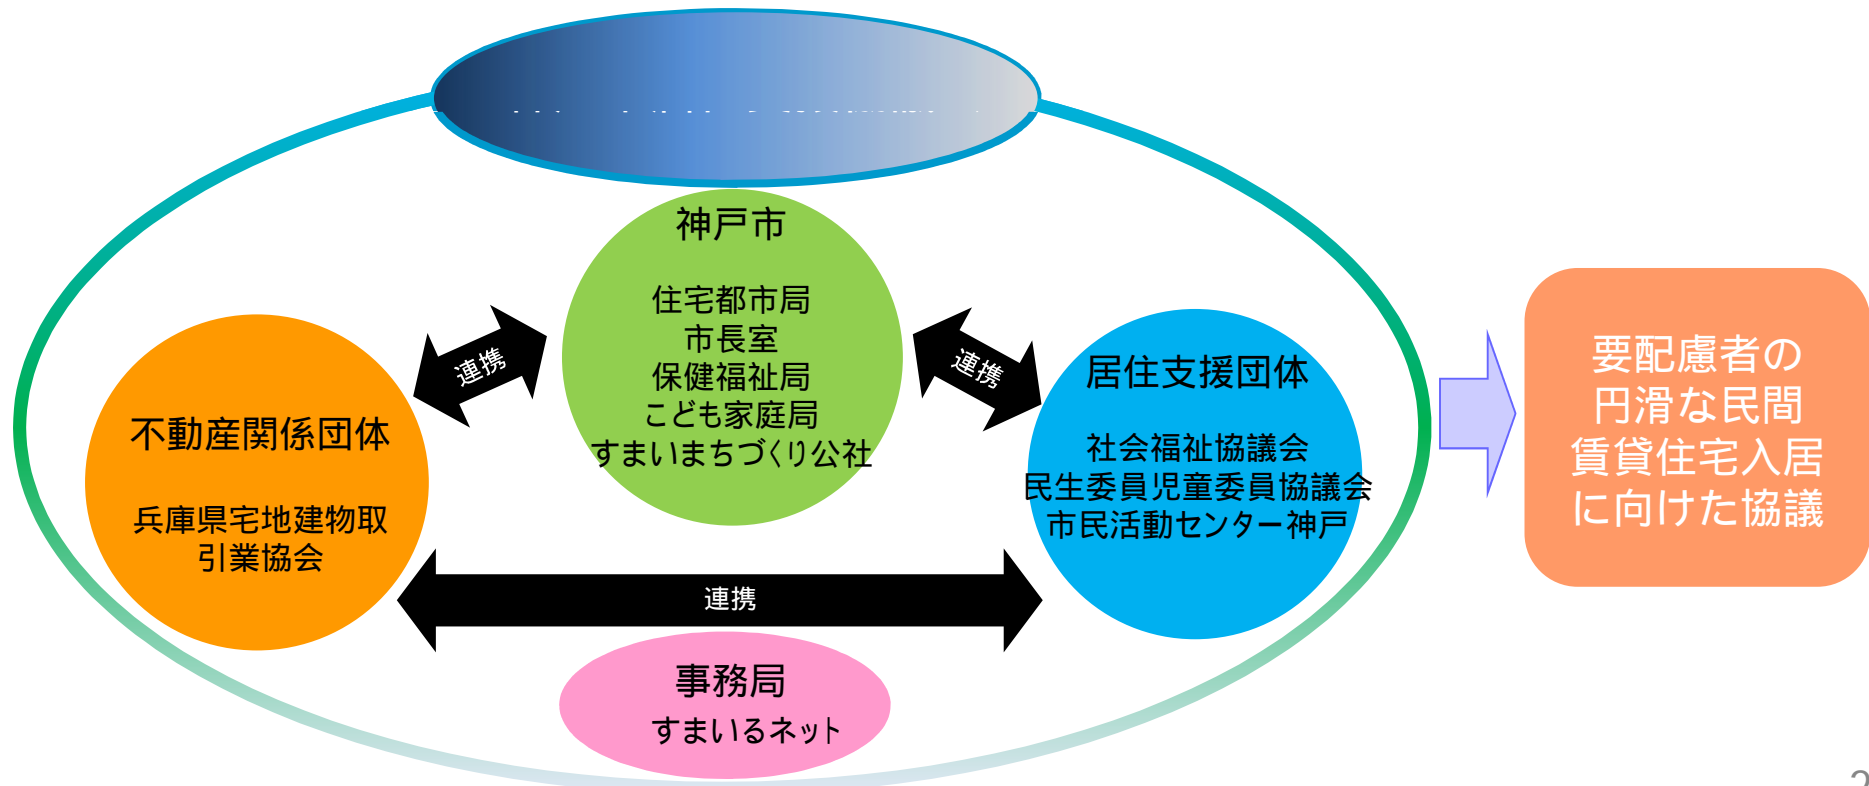 神戸市
住宅都市局
市長室
保健福祉局
こども家庭局
すまいまちづくり公社
連携
連携
不動産関係団体
兵庫県宅地建物取
引業協会
居住支援団体
社会福祉協議会
民生委員児童委員協議会
市民活動センター神戸
連携
事務局
すまいるネット
要配慮者の
円滑な民間
賃貸住宅入居
に向けた協議